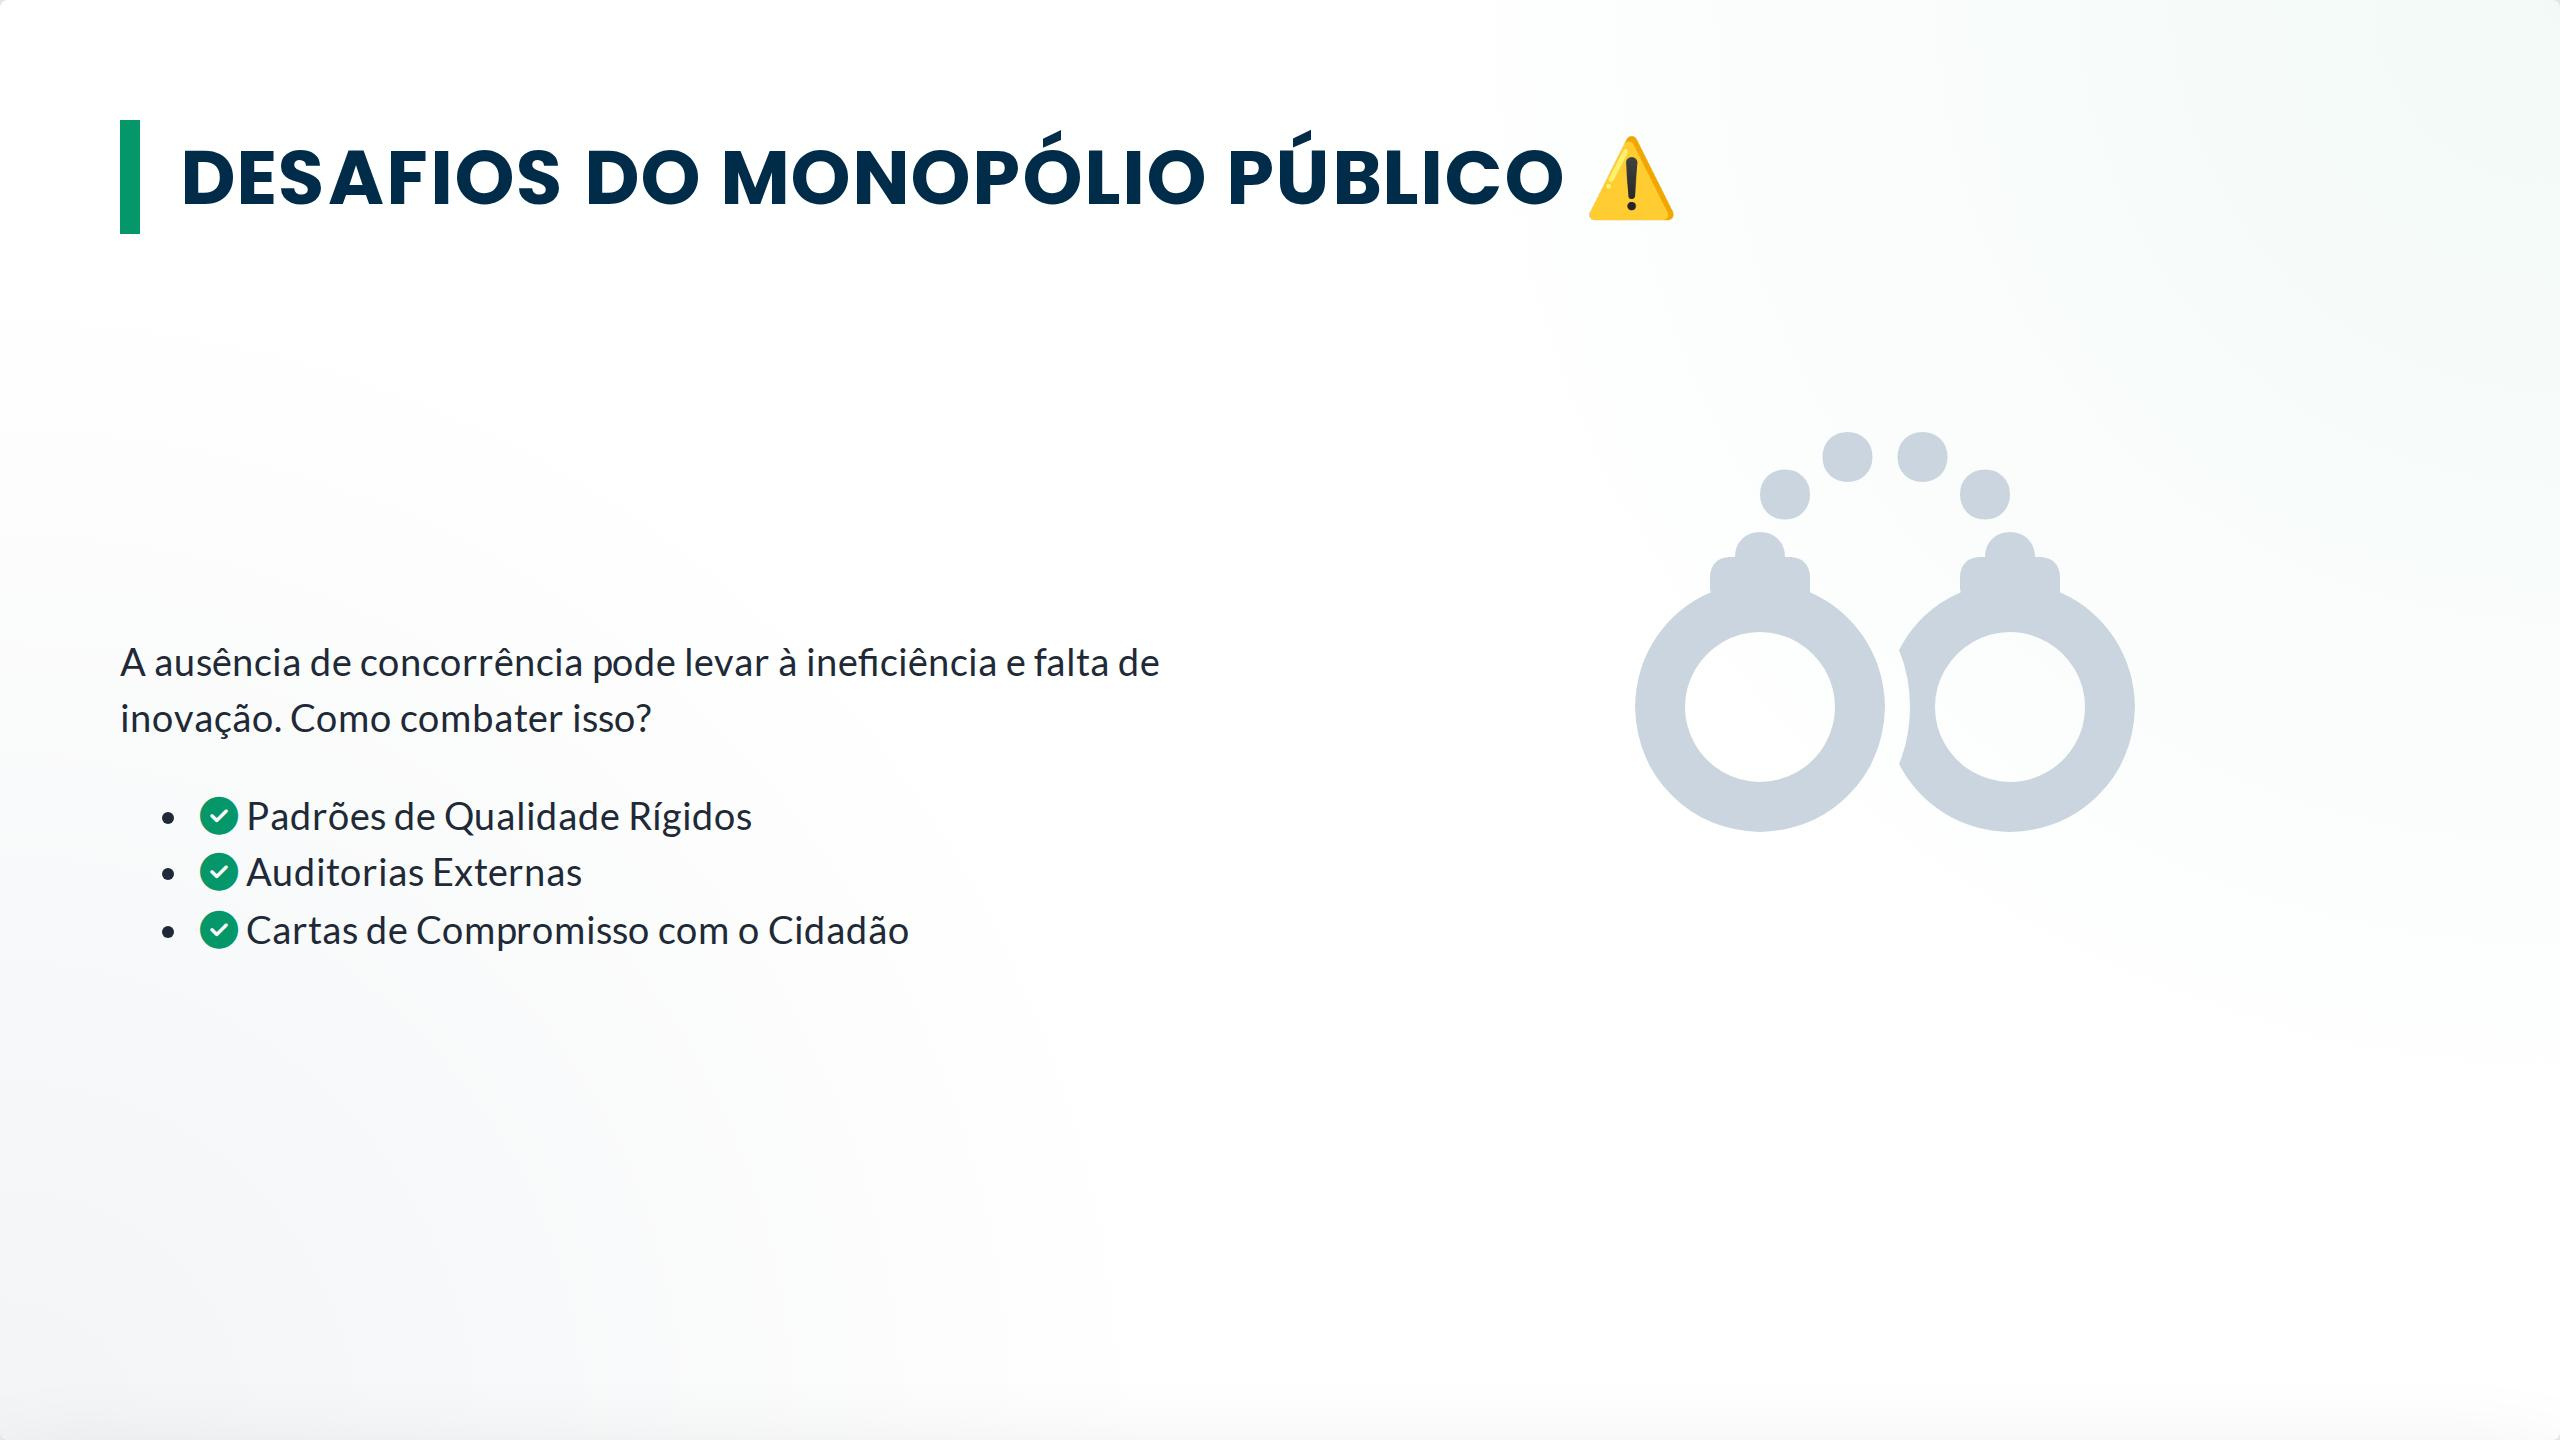 DESAFIOS DO MONOPÓLIO PÚBLICO ⚠️
A ausência de concorrência pode levar à ineficiência e falta de
inovação. Como combater isso?
• Padrões de Qualidade Rígidos
• Auditorias Externas
• Cartas de Compromisso com o Cidadão